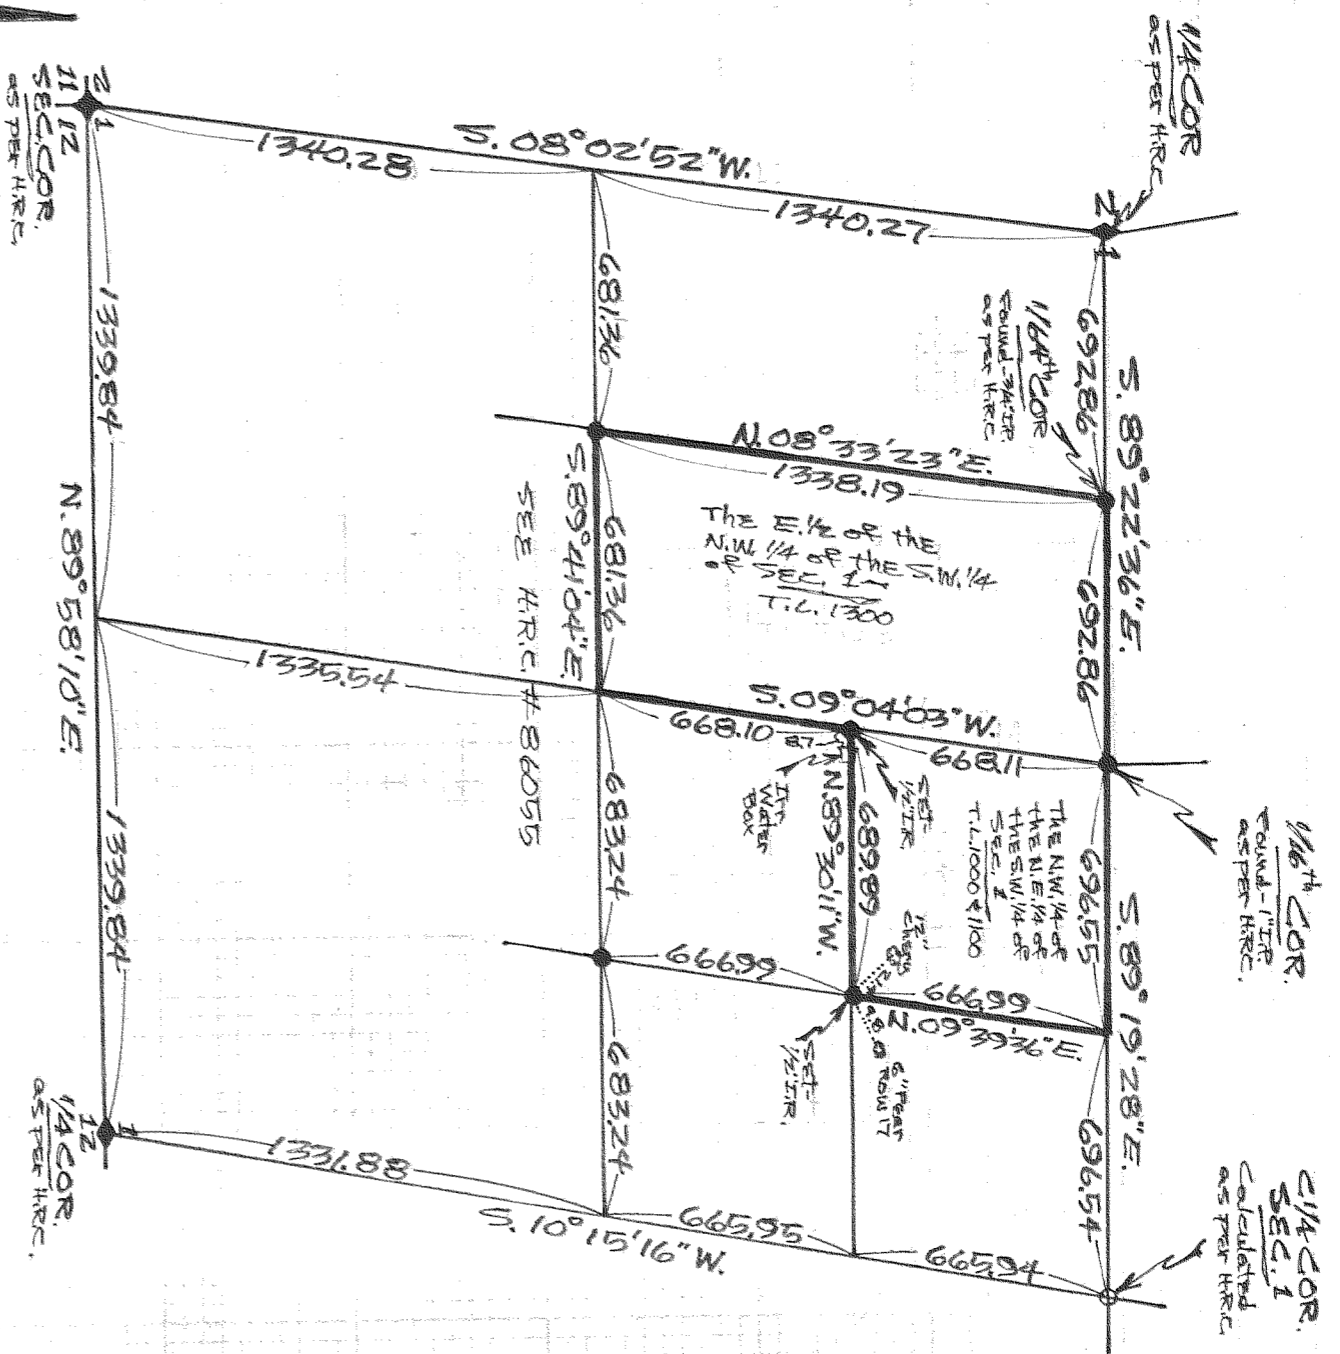 1/4 COR
as per H.R.C.
2
1
1340.27
S. 08°02'52"W.
1340.28
2 1
11 12
SEC. COR.
as per H.R.C.
692.86
S. 89°22'36"E.
692.86
1/64th COR
Found-3/4"I.P.
as per H.R.C.
681.36
N.08°33'23"E.
1338.19
The E.1/2 of the
N.W. 1/4 of the S.W. 1/4
of SEC. 1
T.L. 1300
S.89°41'04"E.
681.36
SEE H.R.C. # 86055
1339.84
N. 89°58'10"E.
1339.84
1335.54
S.09°04'03"W.
668.10
668.11
1/16th COR.
Found-1"I.P.
as per H.R.C.
SET-
1/2"I.R.
8.7
I.P.
Water
Box
N.89°30'11"W.
689.89
The N.W. 1/4 of
the N.E. 1/4 of
the S.W. 1/4 of
SEC. 1
T.L. 1000 & 1100
696.55
S. 89°19'28"E.
696.54
683.24
683.24
666.99
666.99
N.09°39'36"E.
12"
Cherry
6" Pear
ROW 17
SET-
1/2"I.R.
C 1/4 COR.
SEC. 1
Calculated
as per H.R.C.
665.94
665.95
S. 10°15'16"W.
1331.88
1
12
1/4 COR.
as per H.R.C.